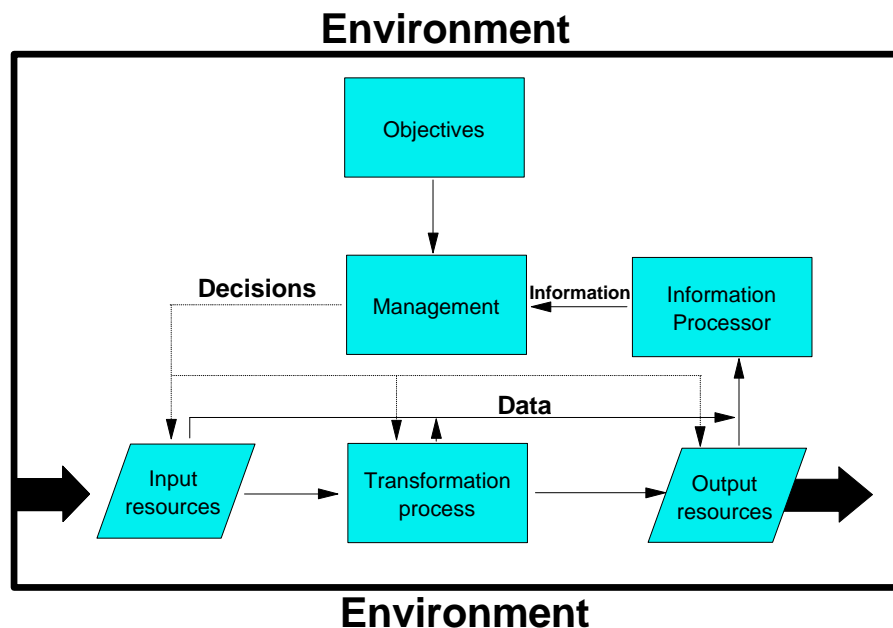 Environment
Objectives
Decisions
Management
Information
Information
Processor
Data
Input
resources
Transformation
process
Output
resources
Environment